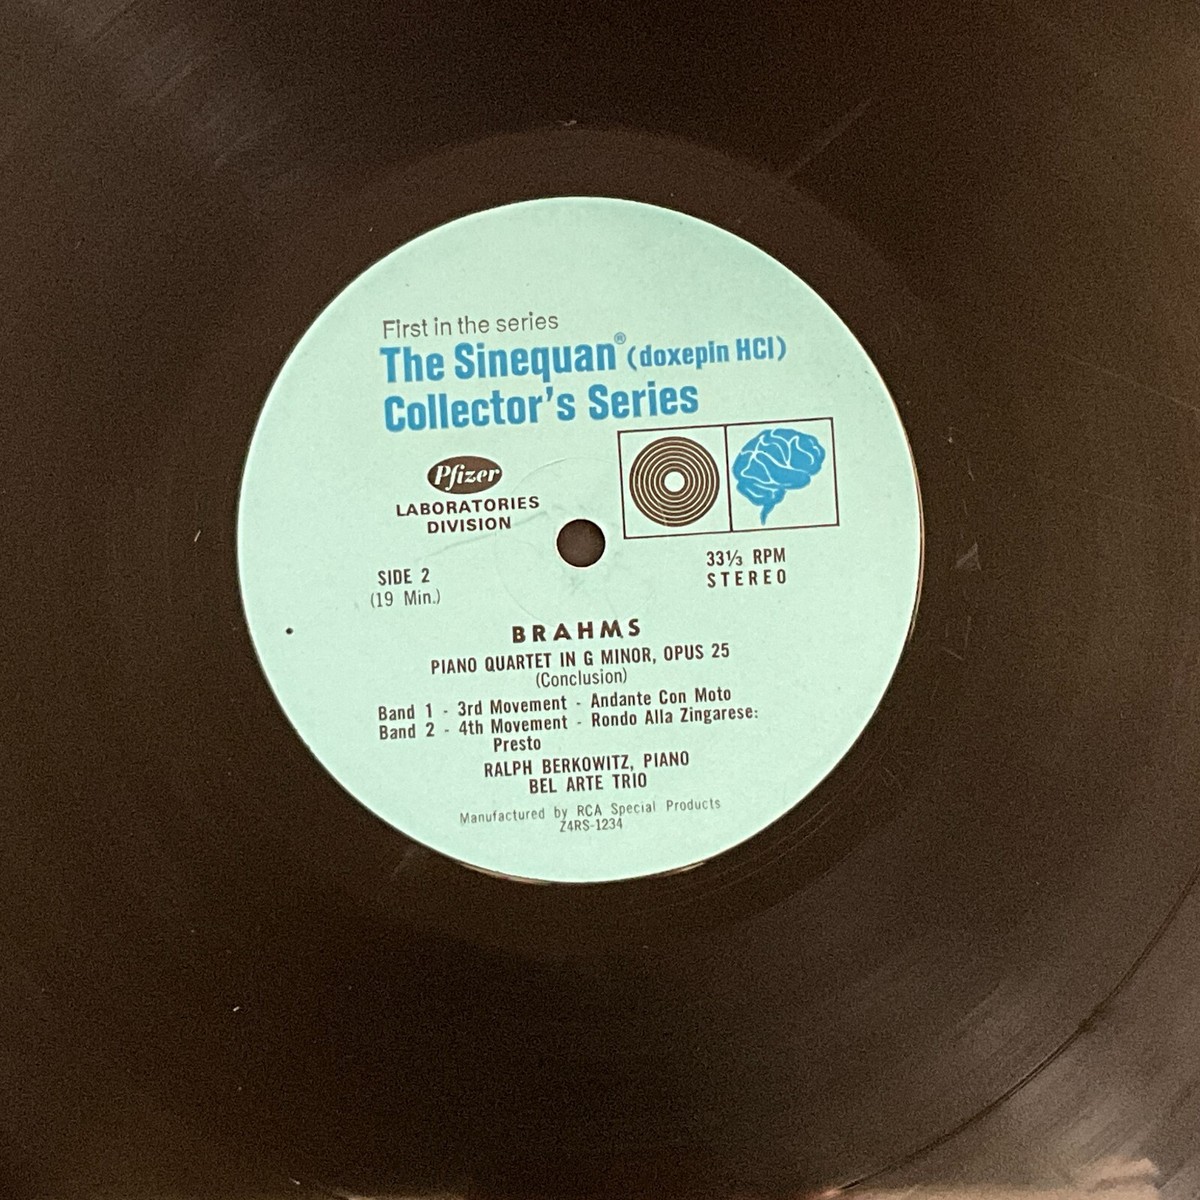 First in the series
The Sinequan® (doxepin HCl)
Collector's Series
Pfizer
LABORATORIES
DIVISION
SIDE 2
(19 Min.)
33⅓ RPM
STEREO
BRAHMS
PIANO QUARTET IN G MINOR, OPUS 25
(Conclusion)
Band 1 - 3rd Movement - Andante Con Moto
Band 2 - 4th Movement - Rondo Alla Zingarese:
Presto
RALPH BERKOWITZ, PIANO
BEL ARTE TRIO
Manufactured by RCA Special Products
Z4RS-1234